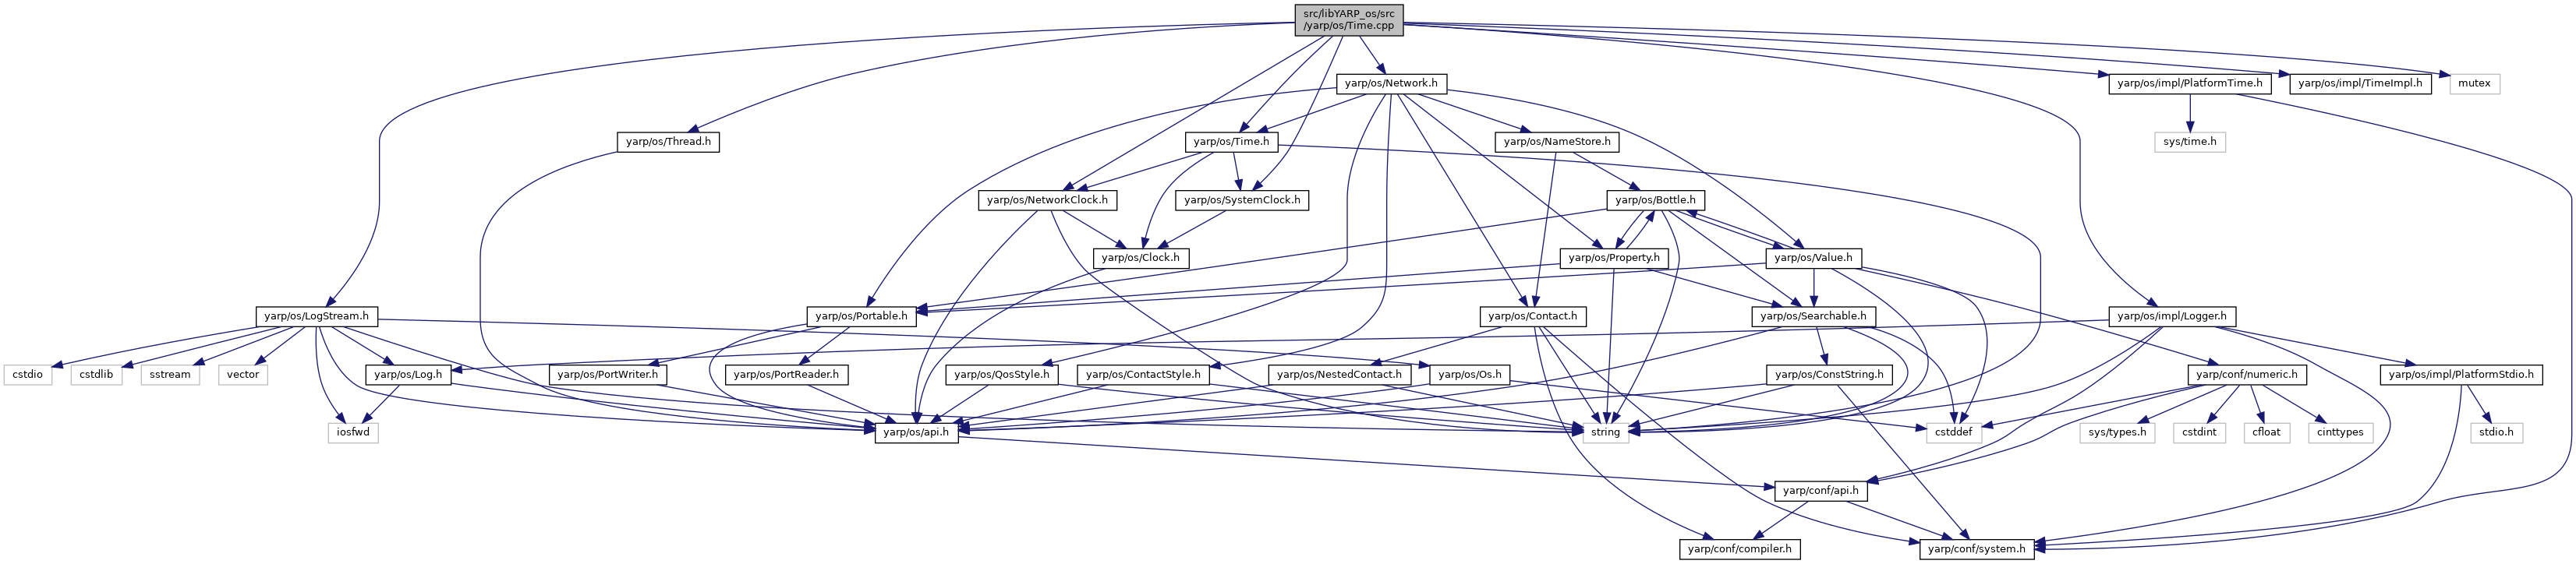 src/libYARP_os/src
/yarp/os/Time.cpp
yarp/os/Network.h
yarp/os/impl/PlatformTime.h
yarp/os/impl/TimeImpl.h
mutex
yarp/os/Thread.h
yarp/os/Time.h
yarp/os/NameStore.h
sys/time.h
yarp/os/NetworkClock.h
yarp/os/SystemClock.h
yarp/os/Bottle.h
yarp/os/Clock.h
yarp/os/Property.h
yarp/os/Value.h
yarp/os/LogStream.h
yarp/os/Portable.h
yarp/os/Contact.h
yarp/os/Searchable.h
yarp/os/impl/Logger.h
cstdio
cstdlib
sstream
vector
yarp/os/Log.h
yarp/os/PortWriter.h
yarp/os/PortReader.h
yarp/os/QosStyle.h
yarp/os/ContactStyle.h
yarp/os/NestedContact.h
yarp/os/Os.h
yarp/os/ConstString.h
yarp/conf/numeric.h
yarp/os/impl/PlatformStdio.h
iosfwd
yarp/os/api.h
string
cstddef
sys/types.h
cstdint
cfloat
cinttypes
stdio.h
yarp/conf/api.h
yarp/conf/compiler.h
yarp/conf/system.h